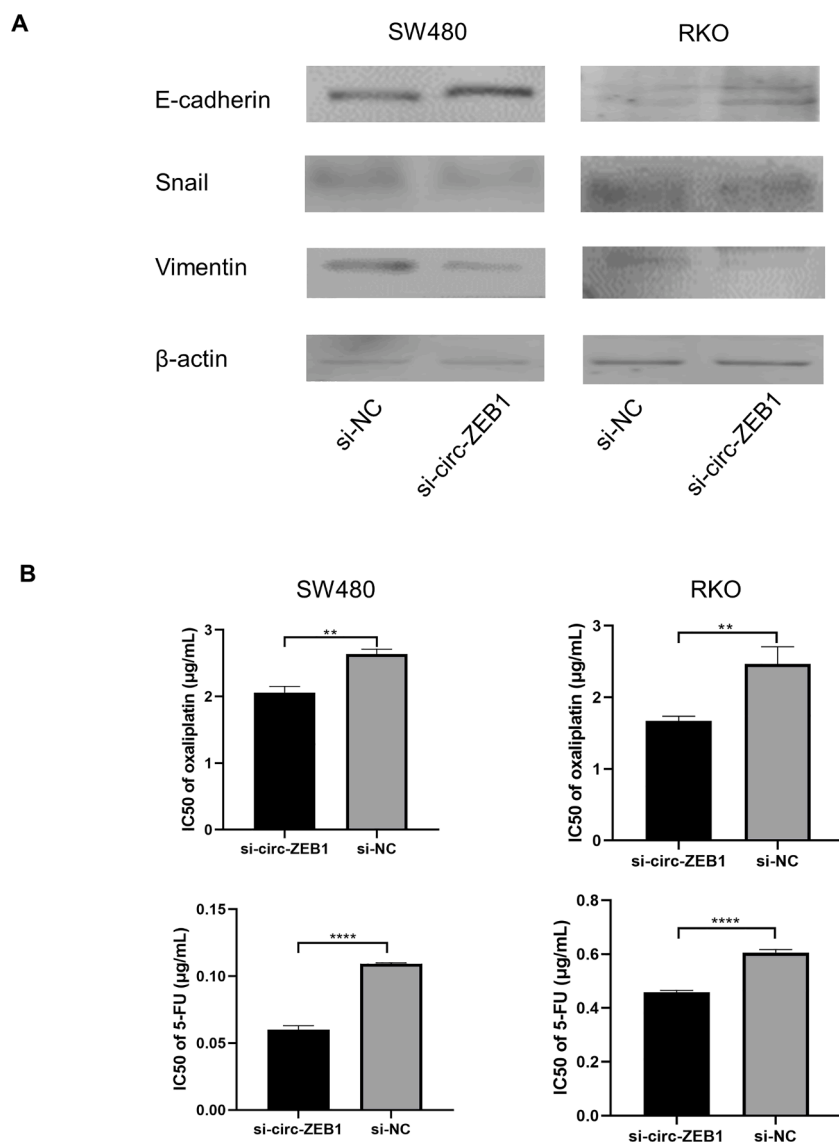 A
SW480
RKO
E-cadherin
Snail
Vimentin
β-actin
si-NC
si-circ-ZEB1
si-NC
si-circ-ZEB1
B
SW480
RKO
IC50 of oxaliplatin (µg/mL)
3
2
1
0
**
si-circ-ZEB1
si-NC
IC50 of oxaliplatin (µg/mL)
3
2
1
0
**
si-circ-ZEB1
si-NC
IC50 of 5-FU (µg/mL)
0.15
0.10
0.05
0.00
****
si-circ-ZEB1
si-NC
IC50 of 5-FU (µg/mL)
0.8
0.6
0.4
0.2
0.0
****
si-circ-ZEB1
si-NC